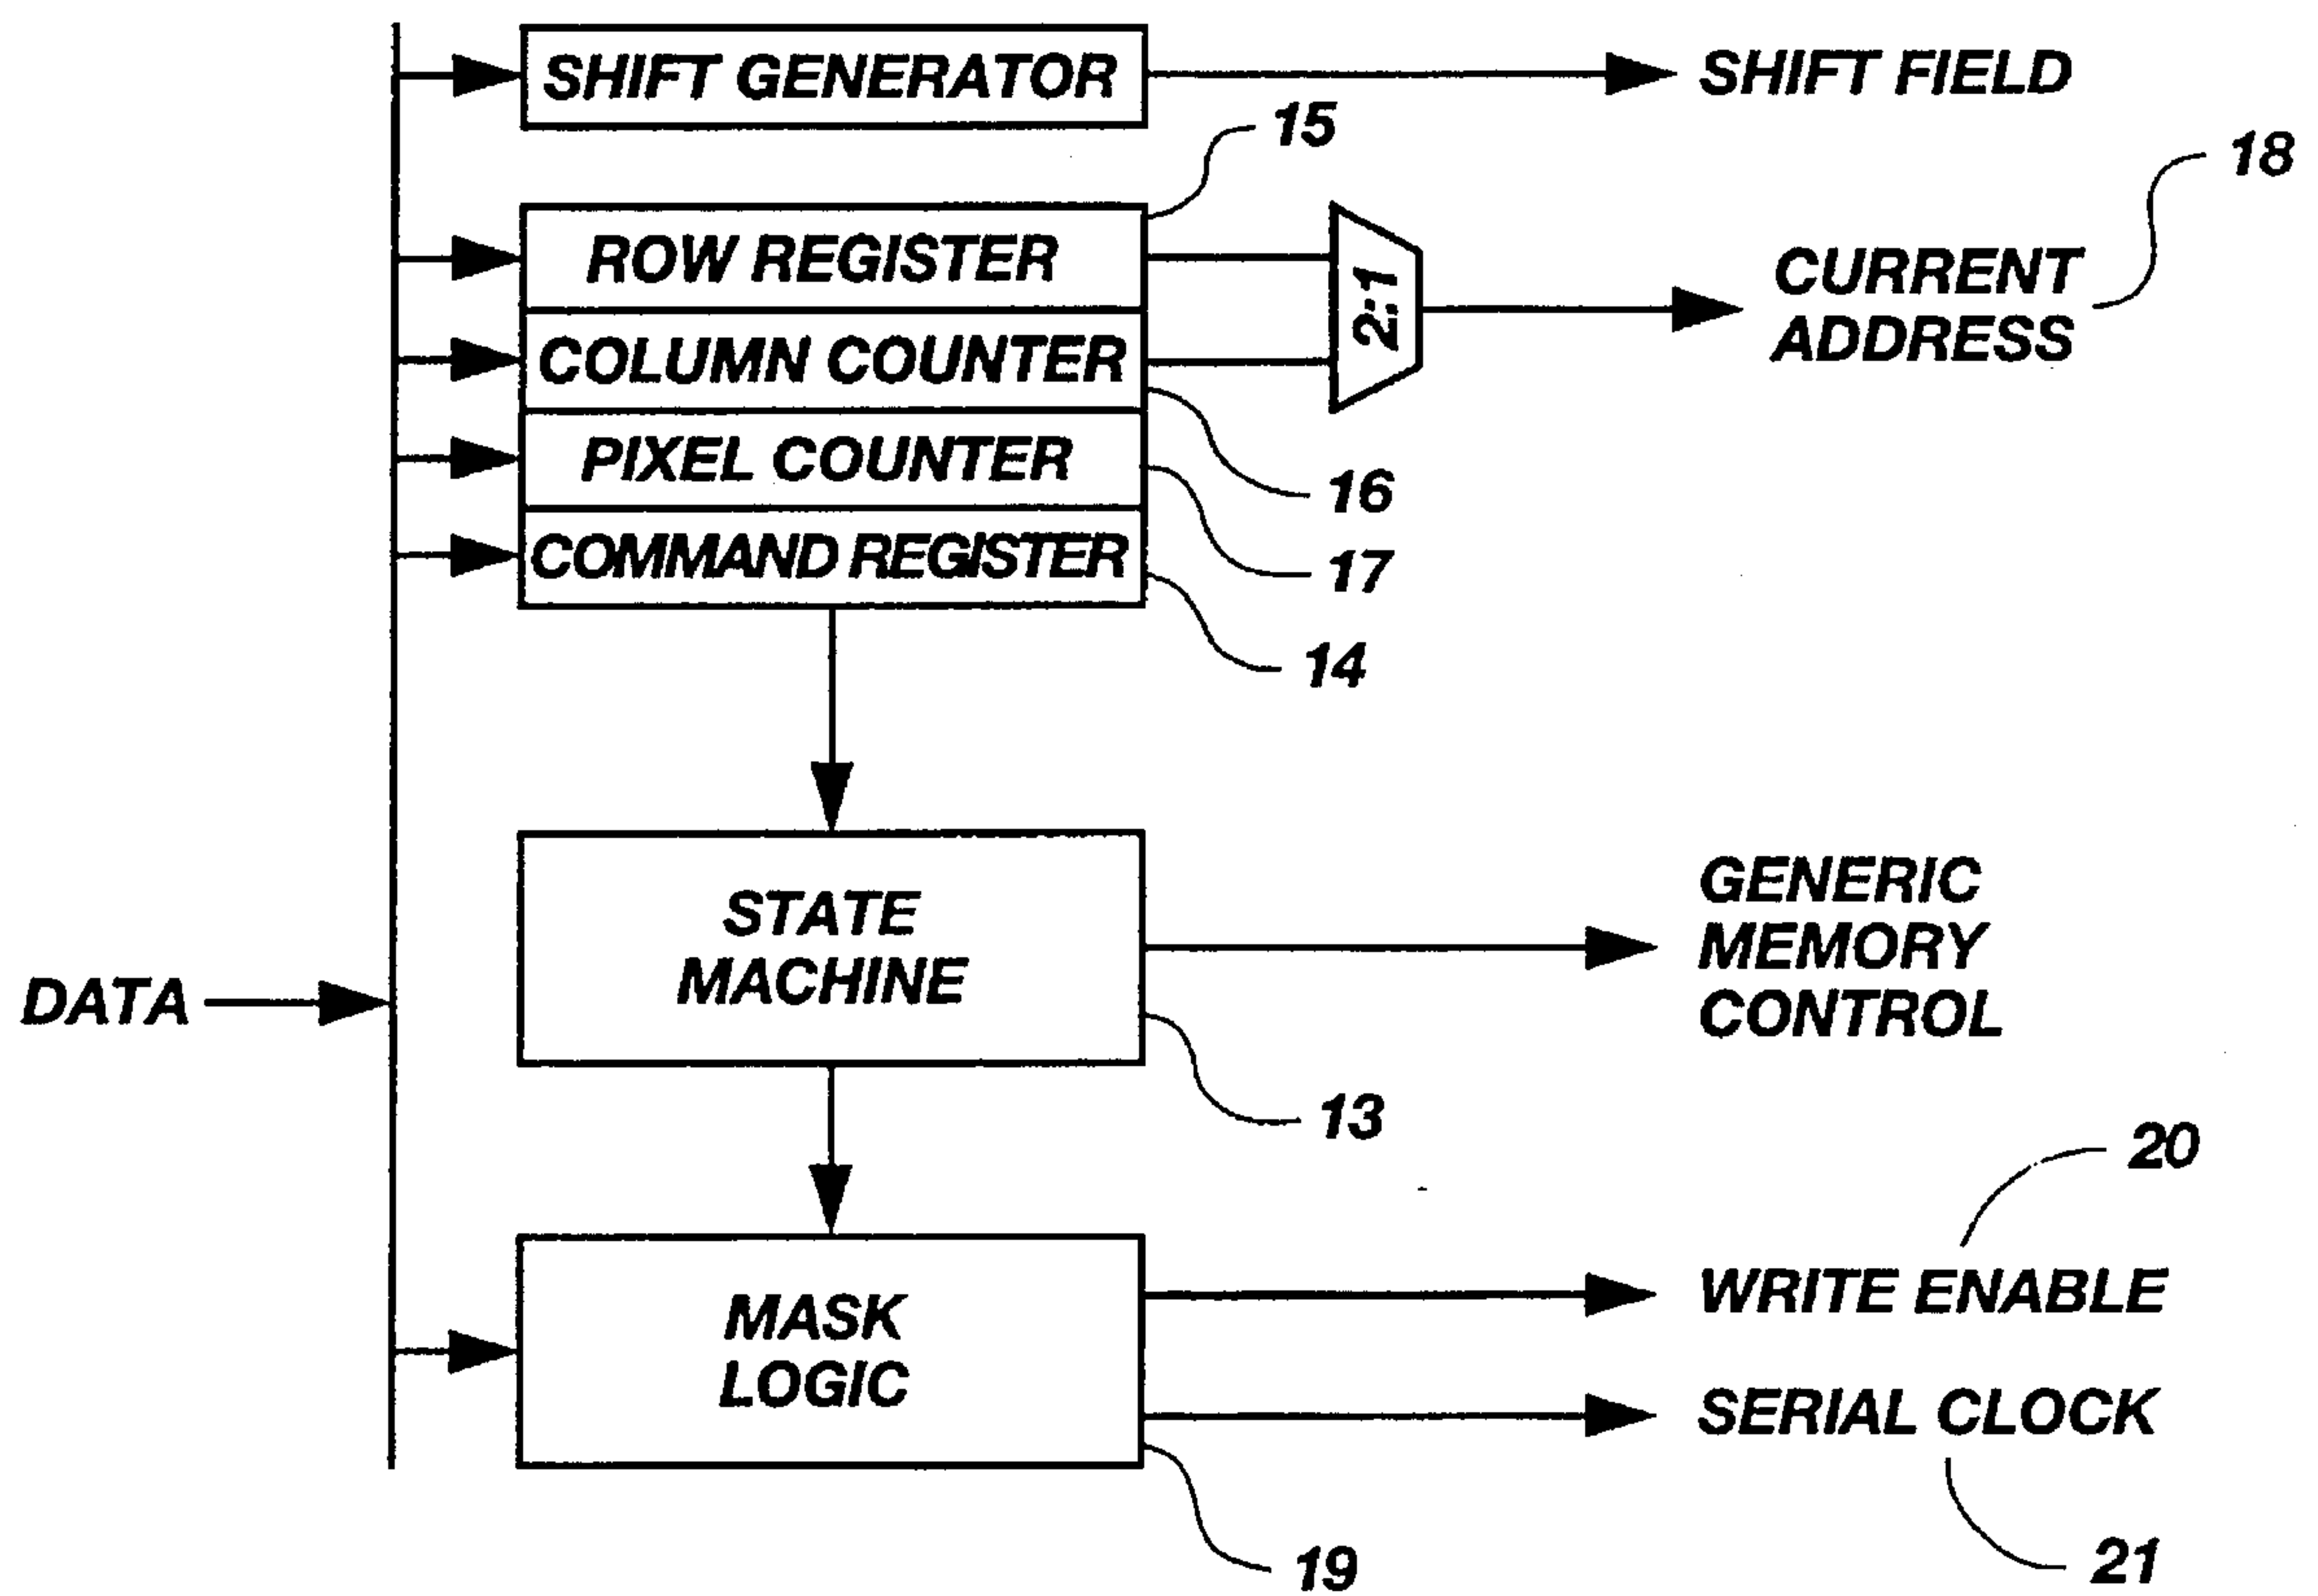 SHIFT GENERATOR
SHIFT FIELD
15
18
ROW REGISTER
2:1
CURRENT
ADDRESS
COLUMN COUNTER
PIXEL COUNTER
16
COMMAND REGISTER
17
14
STATE
MACHINE
GENERIC
MEMORY
CONTROL
DATA
13
20
MASK
LOGIC
WRITE ENABLE
SERIAL CLOCK
19
21